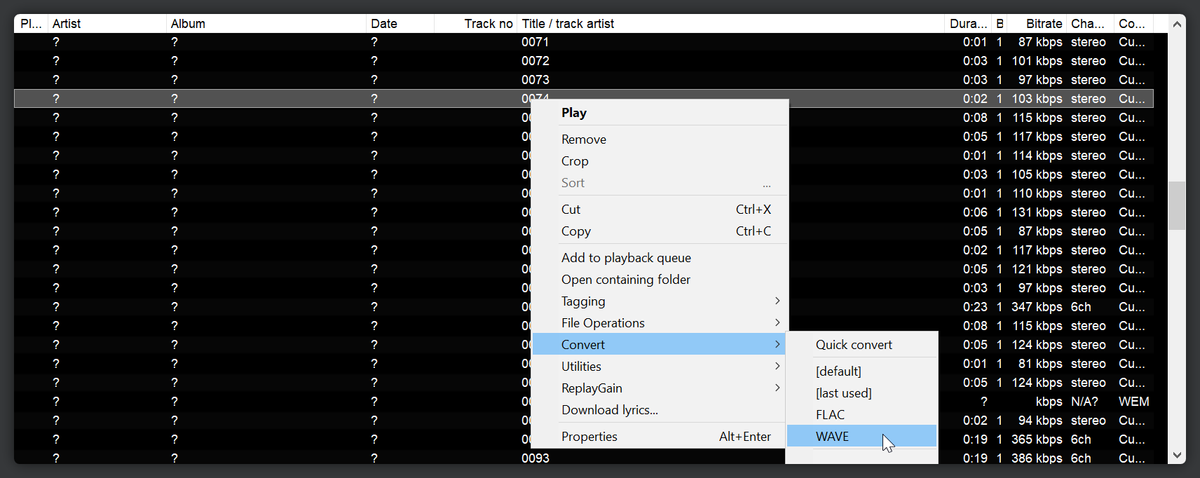 Pl... Artist Album Date Track no Title / track artist Dura... B Bitrate Cha... Co...
? ? ? 0071 0:01 1 87 kbps stereo Cu...
? ? ? 0072 0:03 1 101 kbps stereo Cu...
? ? ? 0073 0:03 1 97 kbps stereo Cu...
? ? ? 0074 0:02 1 103 kbps stereo Cu...
? ? ? 00 0:08 1 115 kbps stereo Cu...
? ? ? 00 0:05 1 117 kbps stereo Cu...
? ? ? 00 0:01 1 114 kbps stereo Cu...
? ? ? 00 0:03 1 105 kbps stereo Cu...
? ? ? 00 0:01 1 110 kbps stereo Cu...
? ? ? 00 0:06 1 131 kbps stereo Cu...
? ? ? 00 0:05 1 87 kbps stereo Cu...
? ? ? 00 0:02 1 117 kbps stereo Cu...
? ? ? 00 0:05 1 121 kbps stereo Cu...
? ? ? 00 0:03 1 97 kbps stereo Cu...
? ? ? 00 0:23 1 347 kbps 6ch Cu...
? ? ? 00 0:08 1 115 kbps stereo Cu...
? ? ? 00 0:05 1 124 kbps stereo Cu...
? ? ? 00 0:01 1 81 kbps stereo Cu...
? ? ? 00 0:05 1 124 kbps stereo Cu...
? ? ? 00 ? kbps N/A? WEM
? ? ? 00 0:02 1 94 kbps stereo Cu...
? ? ? 00 0:19 1 365 kbps 6ch Cu...
? ? ? 0093 0:19 1 386 kbps 6ch Cu...
Play
Remove
Crop
Sort ...
Cut Ctrl+X
Copy Ctrl+C
Add to playback queue
Open containing folder
Tagging
File Operations
Convert
Utilities
ReplayGain
Download lyrics...
Properties Alt+Enter
Quick convert
[default]
[last used]
FLAC
WAVE